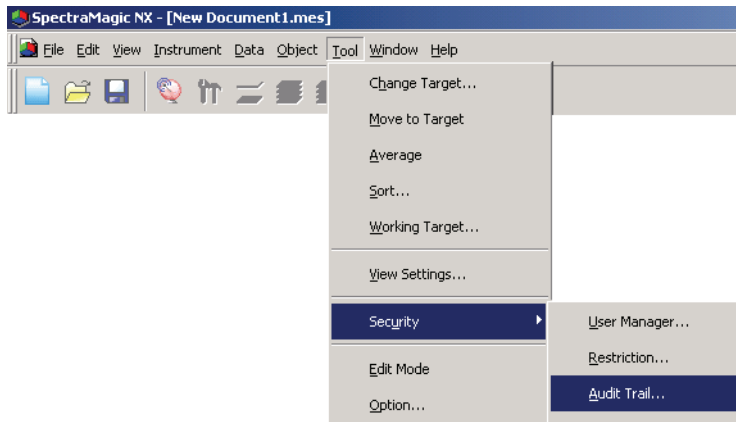 SpectraMagic NX - [New Document1.mes]
File Edit View Instrument Data Object Tool Window Help
Change Target...
Move to Target
Average
Sort...
Working Target...
View Settings...
Security
User Manager...
Restriction...
Audit Trail...
Edit Mode
Option...